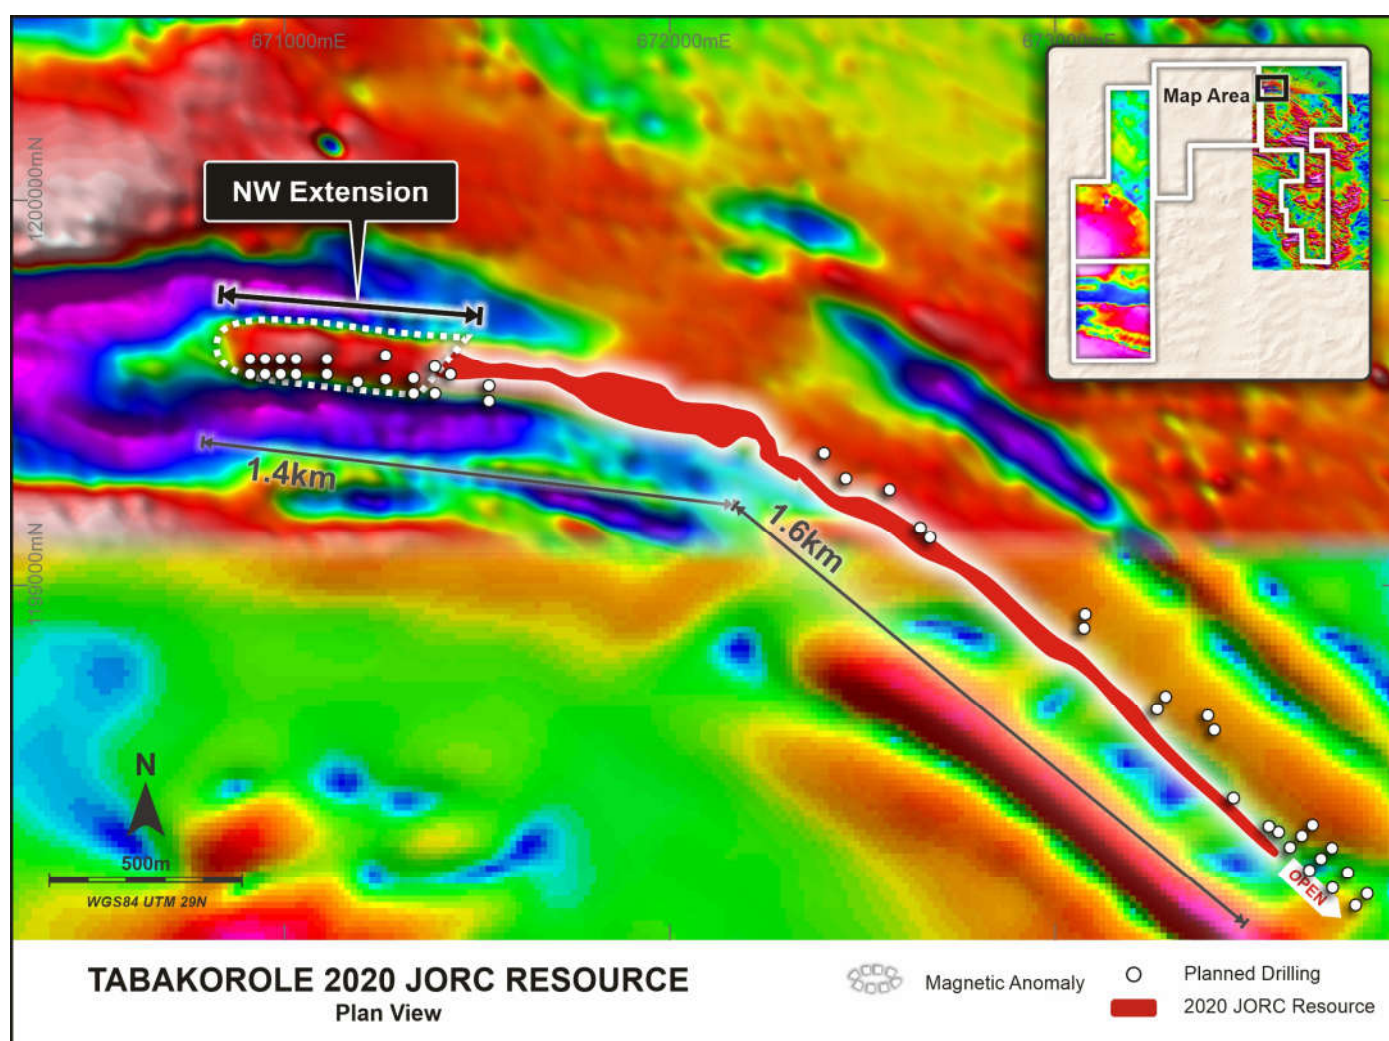 671000mE
672000mE
673000mE
Map Area
1200000mN
NW Extension
1.4km
1.6km
1199000mN
N
500m
WGS84 UTM 29N
OPEN
TABAKOROLE 2020 JORC RESOURCE
Plan View
Magnetic Anomaly
Planned Drilling
2020 JORC Resource